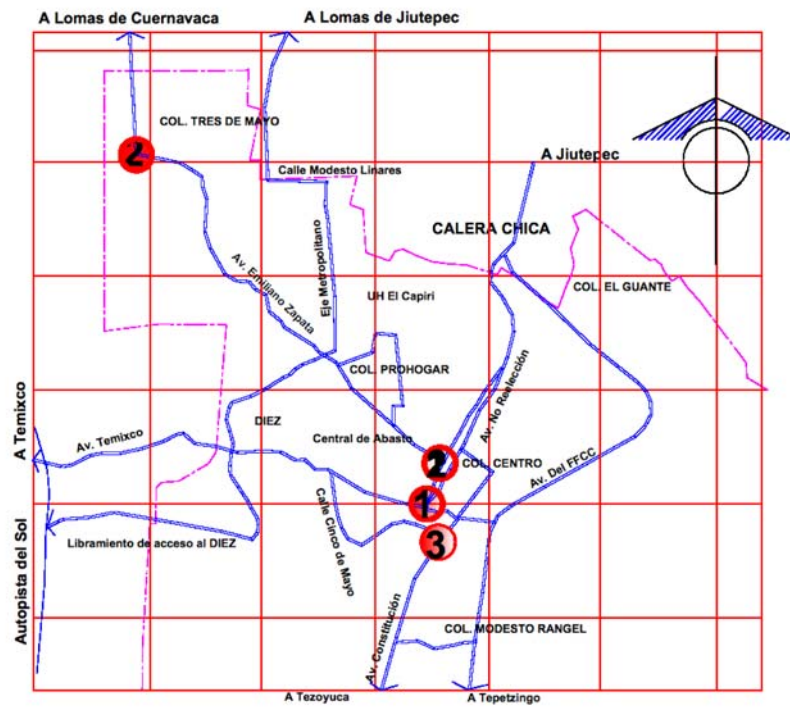 A Lomas de Cuernavaca
A Lomas de Jiutepec
COL. TRES DE MAYO
2
Calle Modesto Linares
A Jiutepec
CALERA CHICA
Av. Emiliano Zapata
Eje Metropolitano
UH El Capiri
COL. EL GUANTE
COL. PROHOGAR
Av. No Reelección
A Temixco
Av. Temixco
DIEZ
Central de Abasto
2
COL. CENTRO
Av. Del FFCC
1
Calle Cinco de Mayo
Libramiento de acceso al DIEZ
3
Autopista del Sol
Av. Constitución
COL. MODESTO RANGEL
A Tezoyuca
A Tepetzingo